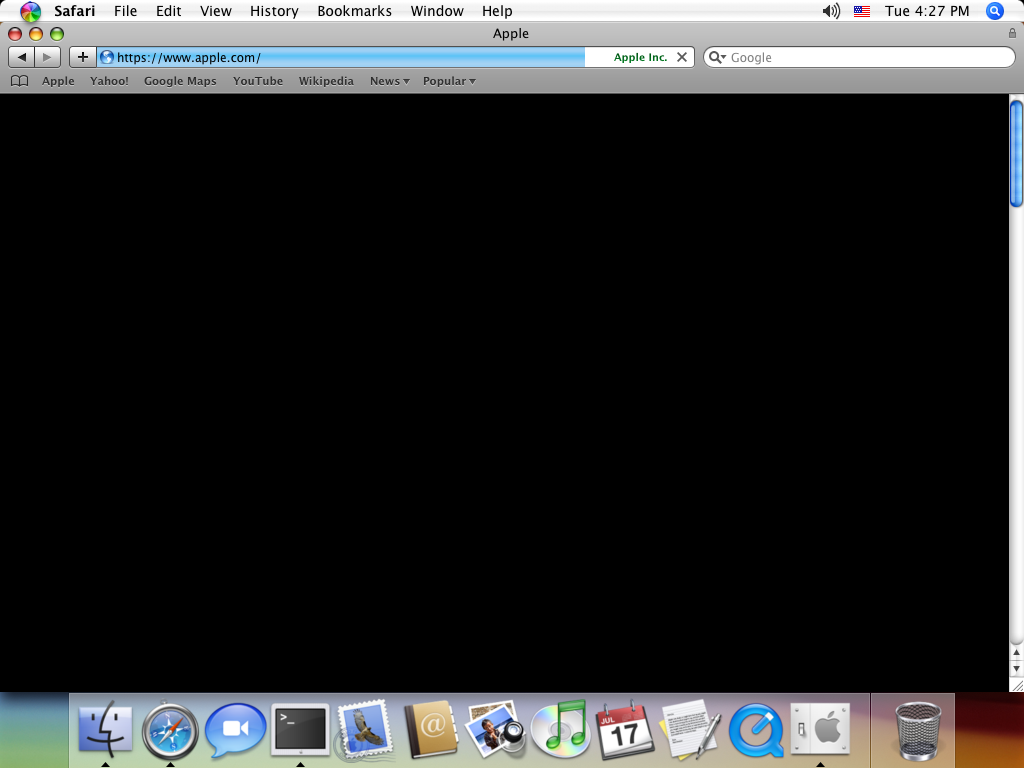 Safari File Edit View History Bookmarks Window Help Tue 4:27 PM
Apple
https://www.apple.com/ Apple Inc. Google
Apple Yahoo! Google Maps YouTube Wikipedia News Popular
>_ @ JUL
17